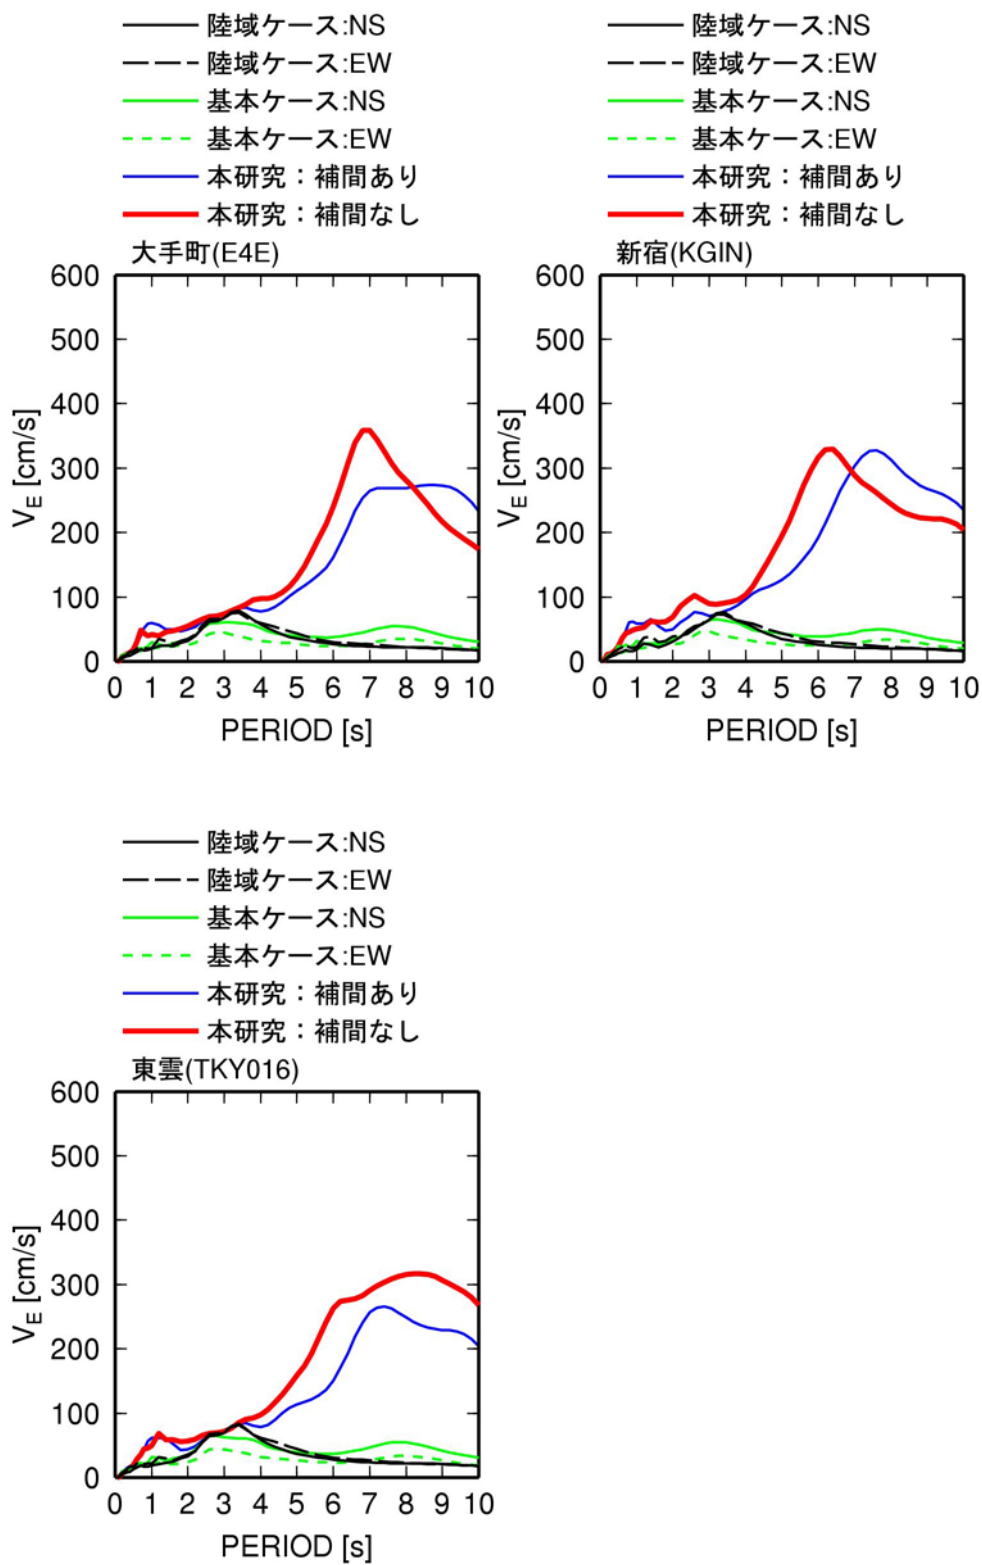 陸域ケース:NS
陸域ケース:EW
基本ケース:NS
基本ケース:EW
本研究：補間あり
本研究：補間なし
大手町(E4E)
600
500
400
300
200
100
0
V_E [cm/s]
0 1 2 3 4 5 6 7 8 9 10
PERIOD [s]
陸域ケース:NS
陸域ケース:EW
基本ケース:NS
基本ケース:EW
本研究：補間あり
本研究：補間なし
新宿(KGIN)
600
500
400
300
200
100
0
V_E [cm/s]
0 1 2 3 4 5 6 7 8 9 10
PERIOD [s]
陸域ケース:NS
陸域ケース:EW
基本ケース:NS
基本ケース:EW
本研究：補間あり
本研究：補間なし
東雲(TKY016)
600
500
400
300
200
100
0
V_E [cm/s]
0 1 2 3 4 5 6 7 8 9 10
PERIOD [s]